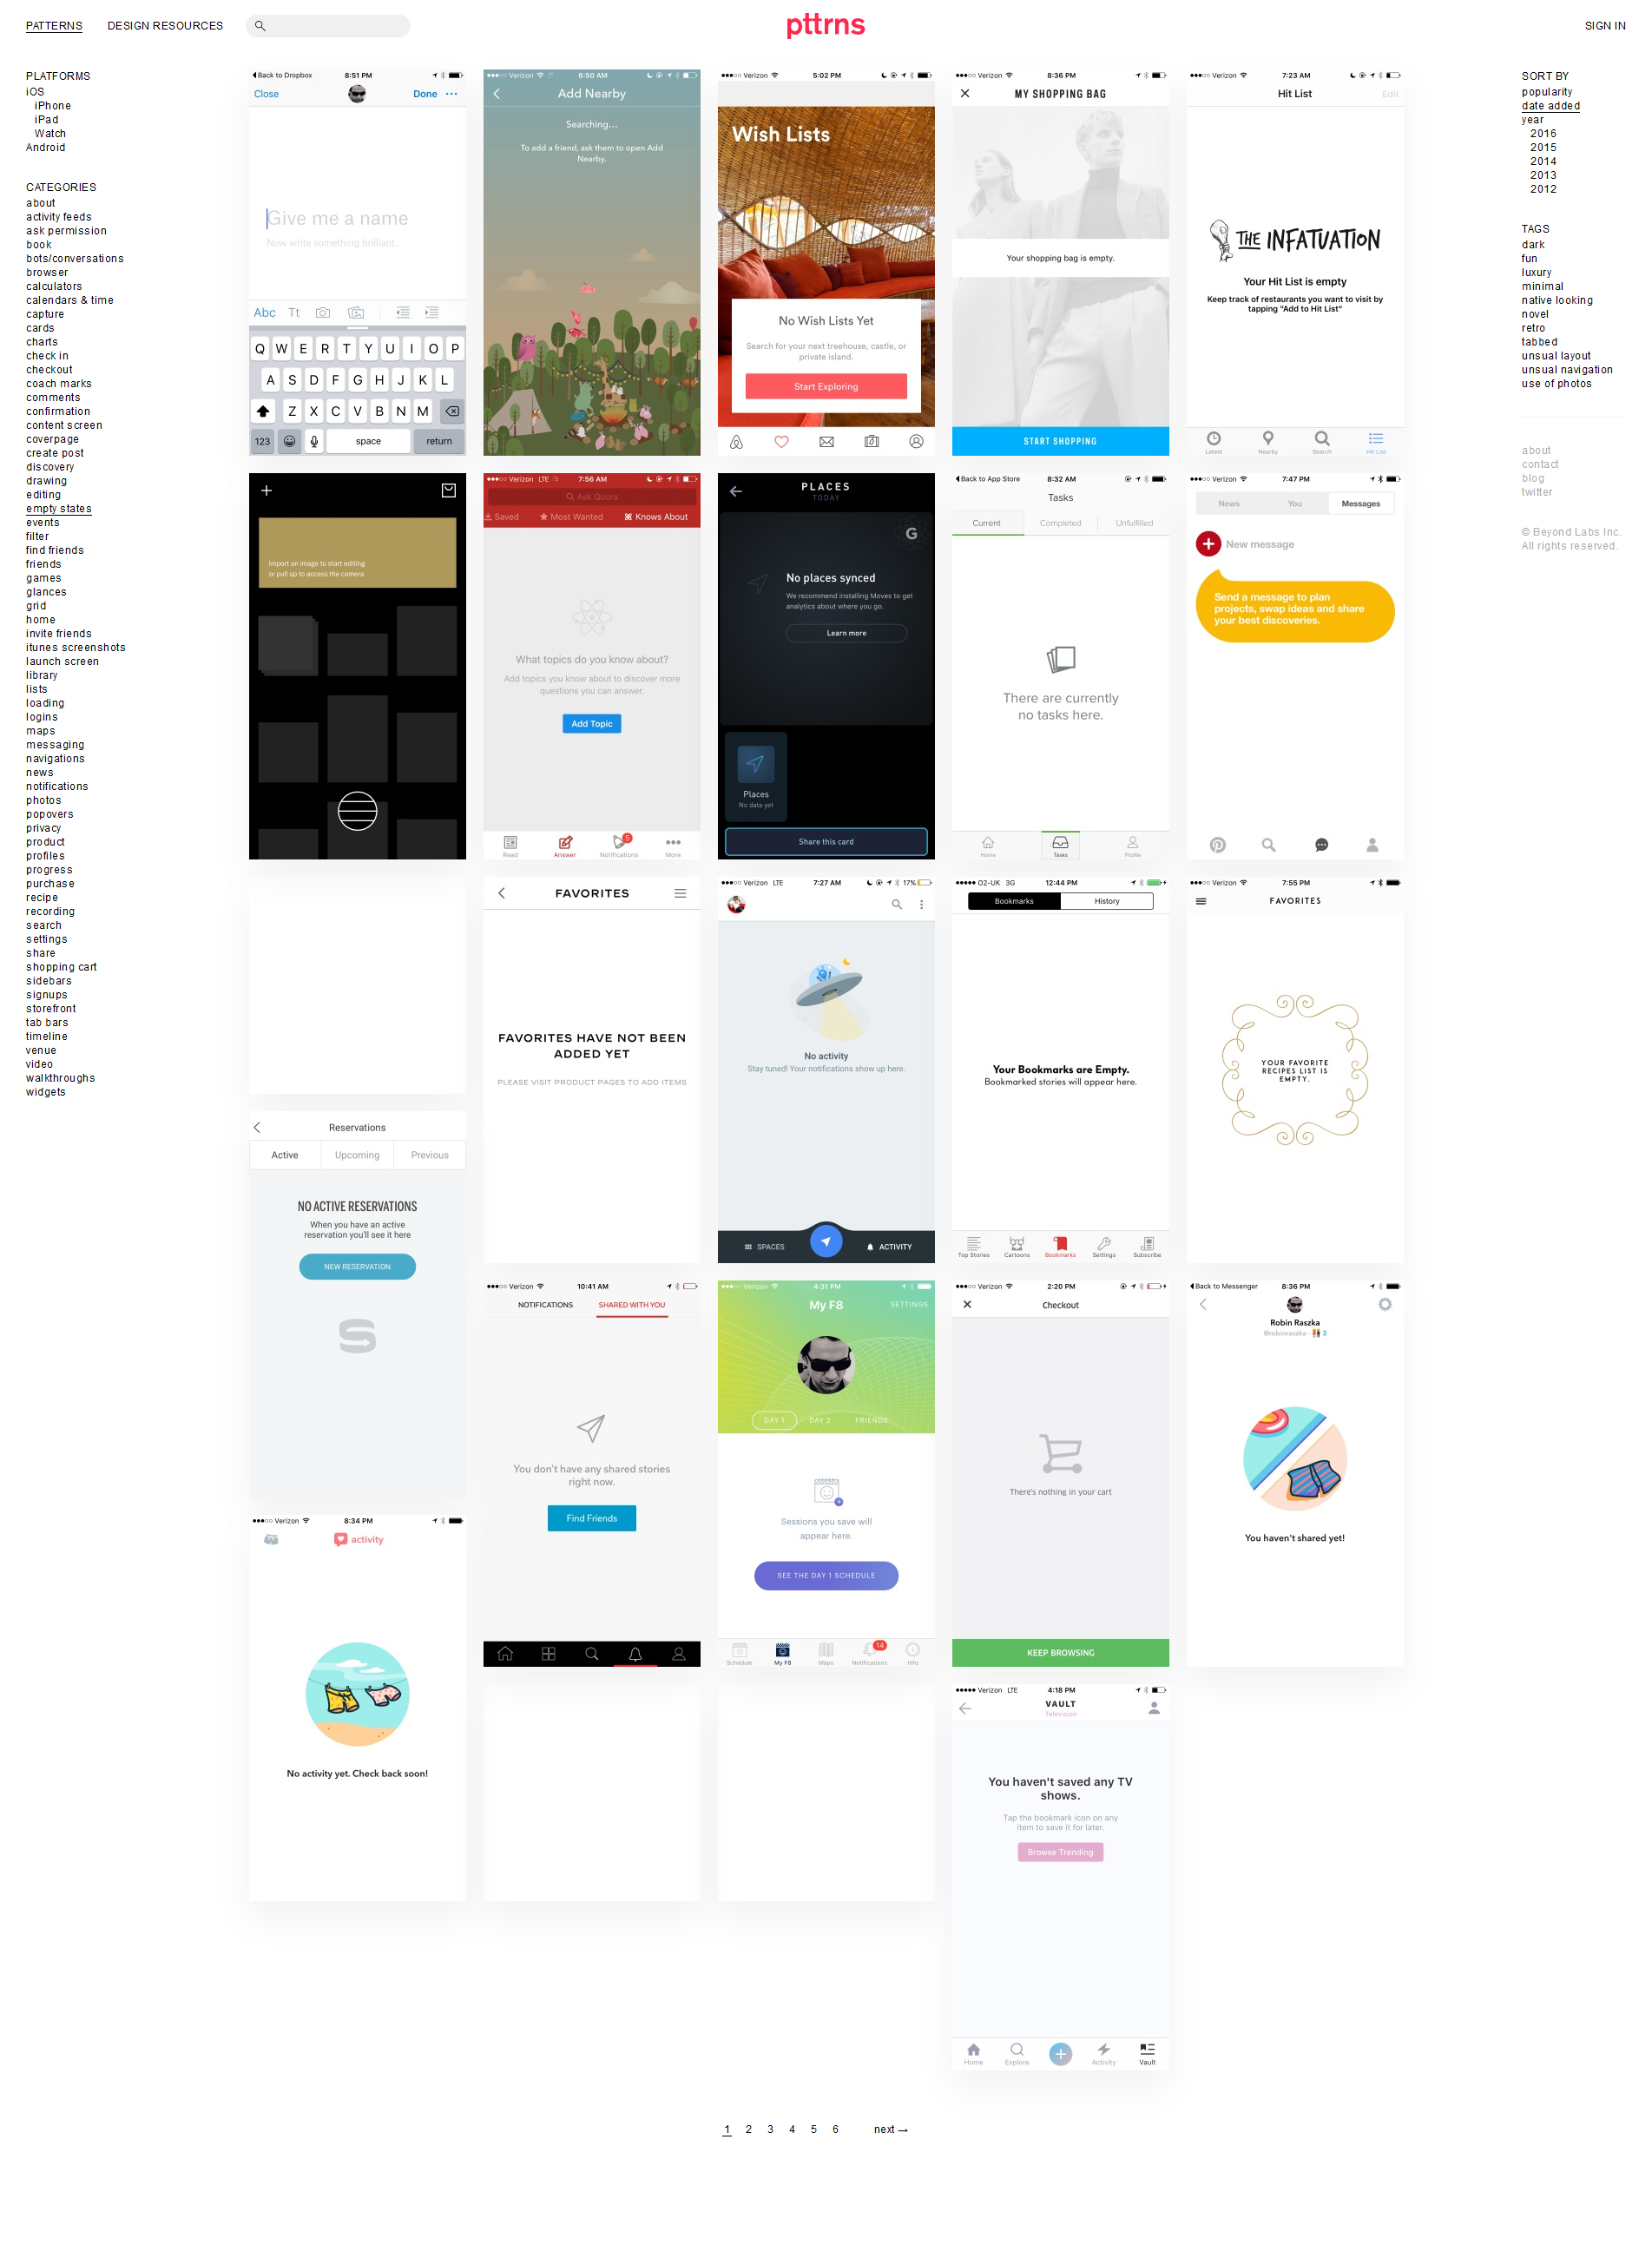 PATTERNS
DESIGN RESOURCES
pttrns
SIGN IN
PLATFORMS
iOS
iPhone
iPad
Watch
Android
CATEGORIES
about
activity feeds
ask permission
book
bots/conversations
browser
calculators
calendars & time
capture
cards
charts
check in
checkout
coach marks
comments
confirmation
content screen
coverpage
create post
discovery
drawing
editing
empty states
events
filter
find friends
friends
games
glances
grid
home
invite friends
itunes screenshots
launch screen
library
lists
loading
logins
maps
messaging
navigations
news
notifications
photos
popovers
privacy
product
profiles
progress
purchase
recipe
recording
search
settings
share
shopping cart
sidebars
signups
storefront
tab bars
timeline
venue
video
walkthroughs
widgets
Back to Dropbox 8:51 PM
Close Done
Give me a name
Now write something brilliant.
Abc Tt
Q W E R T Y U I O P
A S D F G H J K L
Z X C V B N M
123 space return
Verizon 6:50 AM
Add Nearby
Searching...
To add a friend, ask them to open Add
Nearby.
Verizon 5:02 PM
Wish Lists
No Wish Lists Yet
Search for your next treehouse, castle, or
private island.
Start Exploring
Verizon 8:36 PM
MY SHOPPING BAG
Your shopping bag is empty.
START SHOPPING
Verizon 7:23 AM
Hit List Edit
THE INFATUATION
Your Hit List is empty
Keep track of restaurants you want to visit by
tapping "Add to Hit List"
Latest Nearby Search Hit List
Import an image to start editing
or pull up to access the camera
Verizon LTE 7:56 AM
Ask Quora
Saved Most Wanted Knows About
What topics do you know about?
Add topics you know about to discover more
questions you can answer.
Add Topic
5
Read Answer Notifications More
PLACES
TODAY
G
No places synced
We recommend installing Moves to get
analytics about where you go.
Learn more
Places
No data yet
Share this card
Back to App Store 8:32 AM
Tasks
Current Completed Unfulfilled
There are currently
no tasks here.
Home Tasks Profile
Verizon 7:47 PM
News You Messages
New message
Send a message to plan
projects, swap ideas and share
your best discoveries.
Reservations
Active Upcoming Previous
NO ACTIVE RESERVATIONS
When you have an active
reservation you'll see it here
NEW RESERVATION
FAVORITES
FAVORITES HAVE NOT BEEN
ADDED YET
PLEASE VISIT PRODUCT PAGES TO ADD ITEMS
Verizon LTE 7:27 AM 17%
No activity
Stay tuned! Your notifications show up here.
SPACES ACTIVITY
O2-UK 3G 12:44 PM
Bookmarks History
Your Bookmarks are Empty.
Bookmarked stories will appear here.
Top Stories Cartoons Bookmarks Settings Subscribe
Verizon 7:55 PM
FAVORITES
YOUR FAVORITE
RECIPES LIST IS
EMPTY.
Verizon 8:34 PM
activity
No activity yet. Check back soon!
Verizon 10:41 AM
NOTIFICATIONS SHARED WITH YOU
You don't have any shared stories
right now.
Find Friends
Verizon 4:31 PM
My F8 SETTINGS
DAY 1 DAY 2 FRIENDS
Sessions you save will
appear here.
SEE THE DAY 1 SCHEDULE
14
Schedule My F8 Maps Notifications Info
Verizon 2:20 PM
Checkout
There's nothing in your cart
KEEP BROWSING
Back to Messenger 8:36 PM
Robin Raszka
@robinraszka · 3
You haven't shared yet!
Verizon LTE 4:18 PM
VAULT
Television
You haven't saved any TV
shows.
Tap the bookmark icon on any
item to save it for later.
Browse Trending
Home Explore Activity Vault
SORT BY
popularity
date added
year
2016
2015
2014
2013
2012
TAGS
dark
fun
luxury
minimal
native looking
novel
retro
tabbed
unsual layout
unsual navigation
use of photos
about
contact
blog
twitter
© Beyond Labs Inc.
All rights reserved.
1 2 3 4 5 6 next →